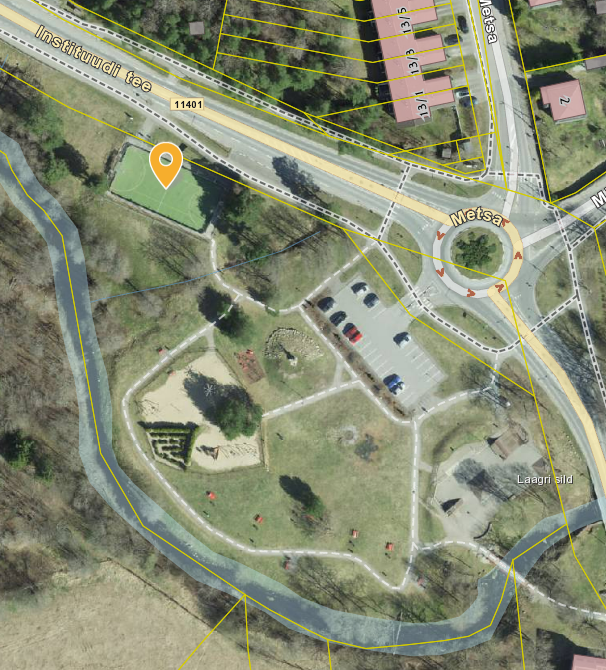 Instituudi tee
11401
13/5
13/3
13/1
Metsa
2
Metsa
M
Laagri sild